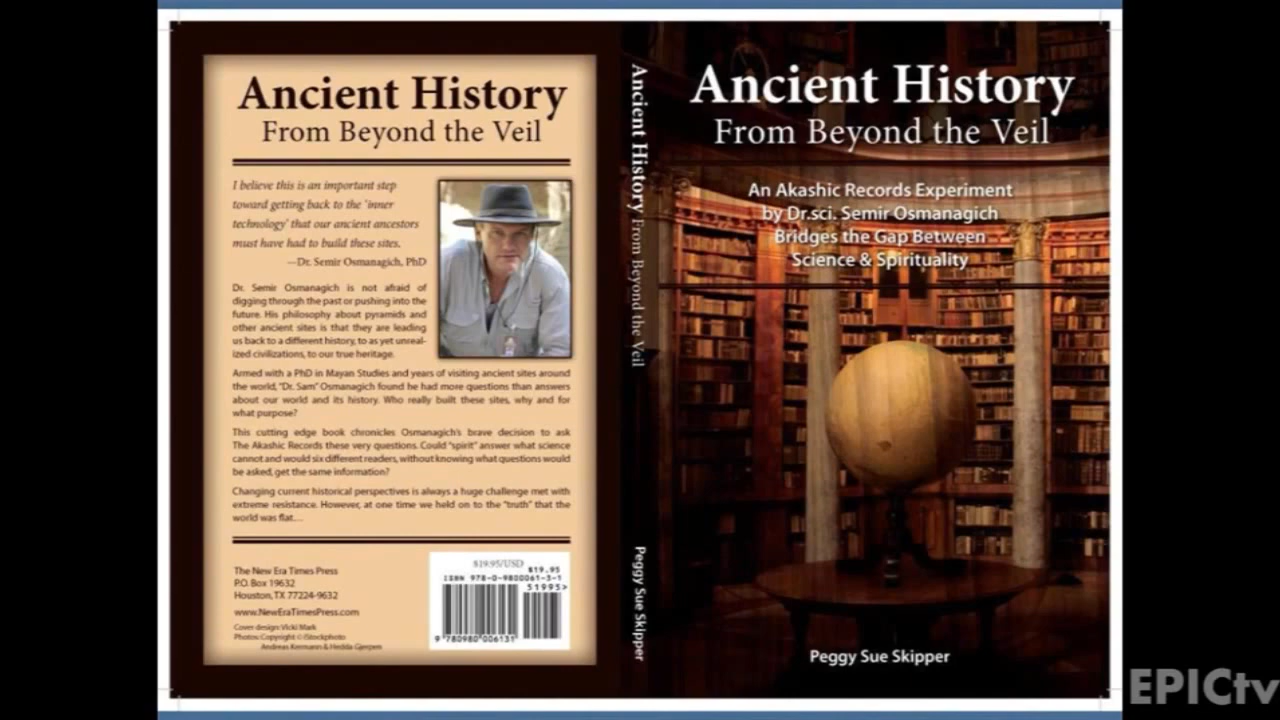 Ancient History
From Beyond the Veil
I believe this is an important step
toward getting back to the 'inner
technology' that our ancient ancestors
must have had to build these sites.
—Dr. Semir Osmanagich, PhD
Dr. Semir Osmanagich is not afraid of
digging through the past or pushing into the
future. His philosophy about pyramids and
other ancient sites is that they are leading
us back to a different history, to as yet unreal-
ized civilizations, to our true heritage.
Armed with a PhD in Mayan Studies and years of visiting ancient sites around
the world, "Dr. Sam" Osmanagich found he had more questions than answers
about our world and its history. Who really built these sites, why and for
what purpose?
This cutting edge book chronicles Osmanagich's brave decision to ask
The Akashic Records these very questions. Could "spirit" answer what science
cannot and would six different readers, without knowing what questions would
be asked, get the same information?
Changing current historical perspectives is always a huge challenge met with
extreme resistance. However, at one time we held on to the "truth" that the
world was flat....
The New Era Times Press
P.O. Box 19632
Houston, TX 77224-9632
www.NewEraTimesPress.com
Cover design: Vicki Mark
Photos: Copyright © iStockphoto
Andreas Kermann & Hedda Gjerpen
$19.95/USD
$19.95
ISBN 978-0-9800061-3-1
51995>
9 780980 006131
Ancient History From Beyond the Veil
Peggy Sue Skipper
Ancient History
From Beyond the Veil
An Akashic Records Experiment
by Dr.sci. Semir Osmanagich
Bridges the Gap Between
Science & Spirituality
Peggy Sue Skipper
EPICtv